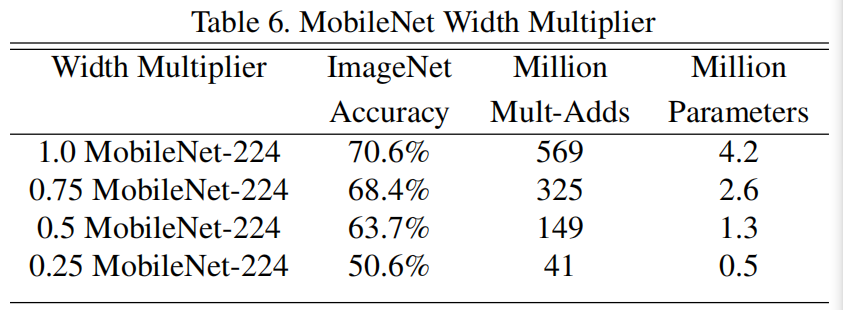 Table 6. MobileNet Width Multiplier
Width Multiplier ImageNet Million Million
Accuracy Mult-Adds Parameters
1.0 MobileNet-224 70.6% 569 4.2
0.75 MobileNet-224 68.4% 325 2.6
0.5 MobileNet-224 63.7% 149 1.3
0.25 MobileNet-224 50.6% 41 0.5